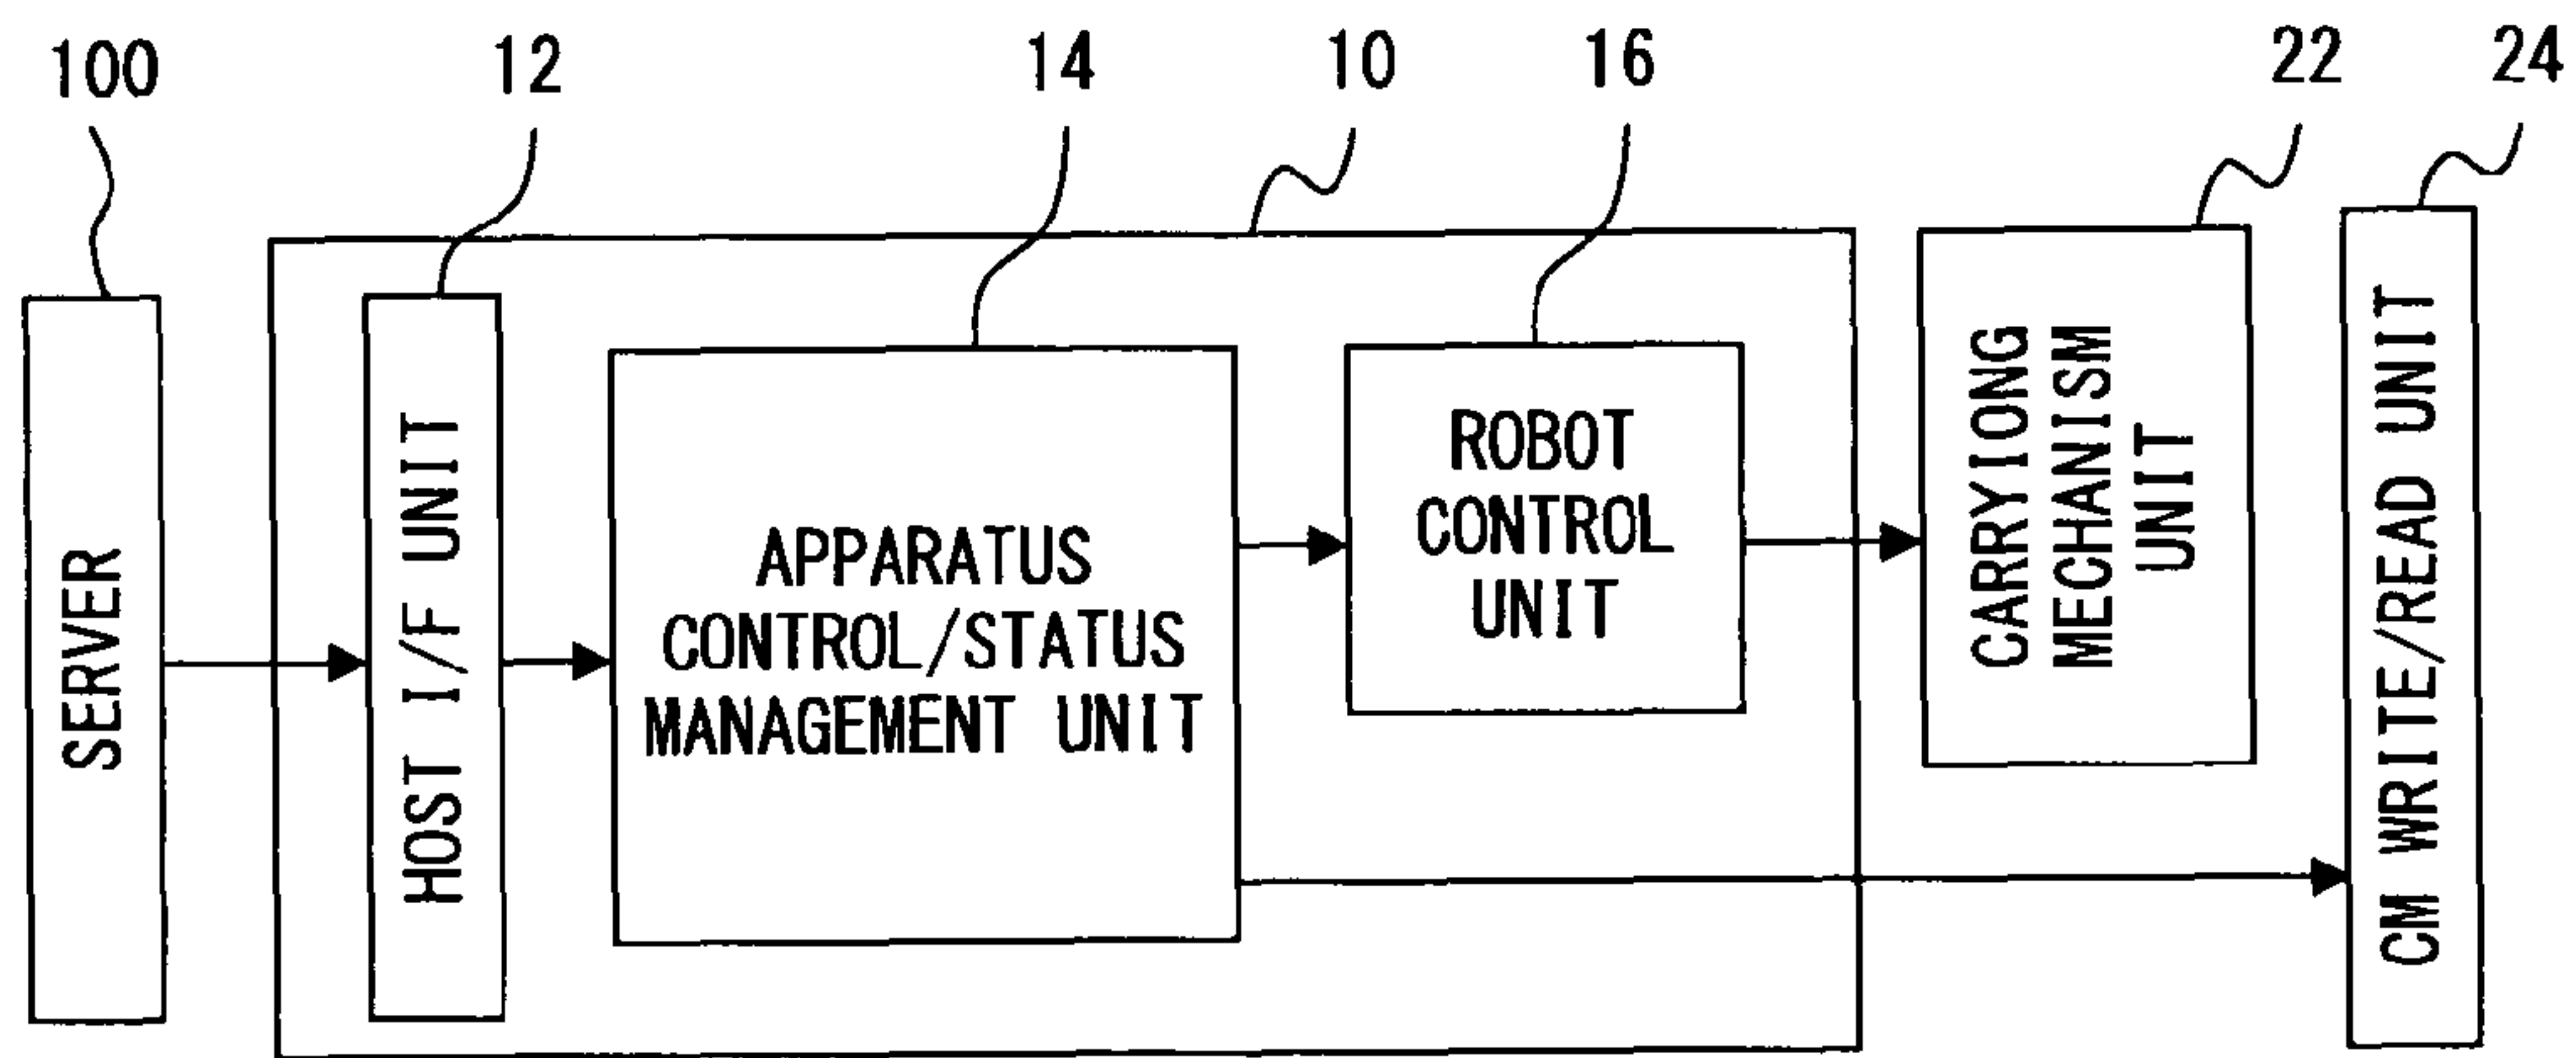 100
12
14
10
16
22
24
SERVER
HOST I/F UNIT
APPARATUS
CONTROL/STATUS
MANAGEMENT UNIT
ROBOT
CONTROL
UNIT
CARRYIONG
MECHANISM
UNIT
CM WRITE/READ UNIT